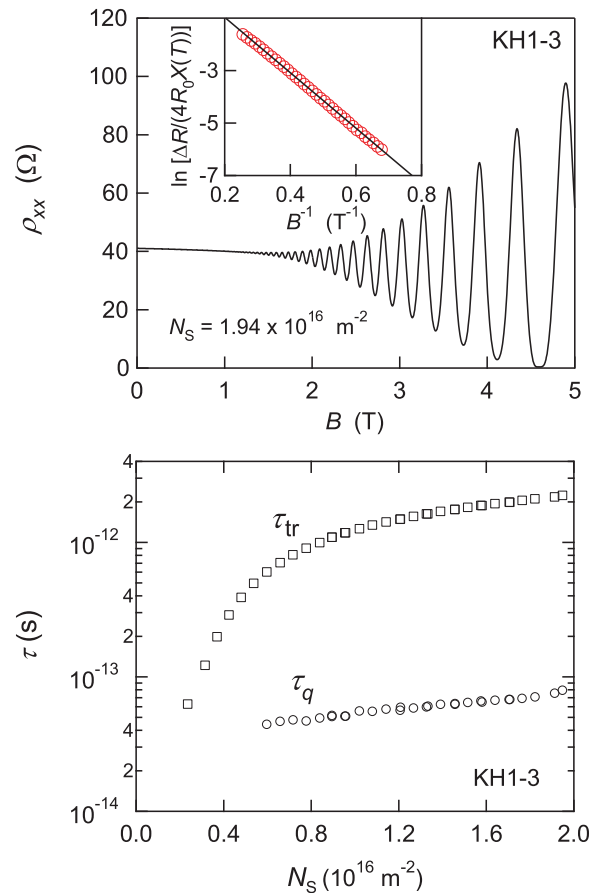 120
100
80
60
40
20
0
ρxx (Ω)
KH1-3
ln [ΔR/(4R0X(T))]
-3
-5
-7
0.2 0.4 0.6 0.8
B-1 (T-1)
NS = 1.94 x 10^16 m-2
0 1 2 3 4 5
B (T)
4
2
10^-12
4
2
10^-13
4
2
10^-14
τ (s)
τtr
τq
KH1-3
0.0 0.4 0.8 1.2 1.6 2.0
NS (10^16 m-2)